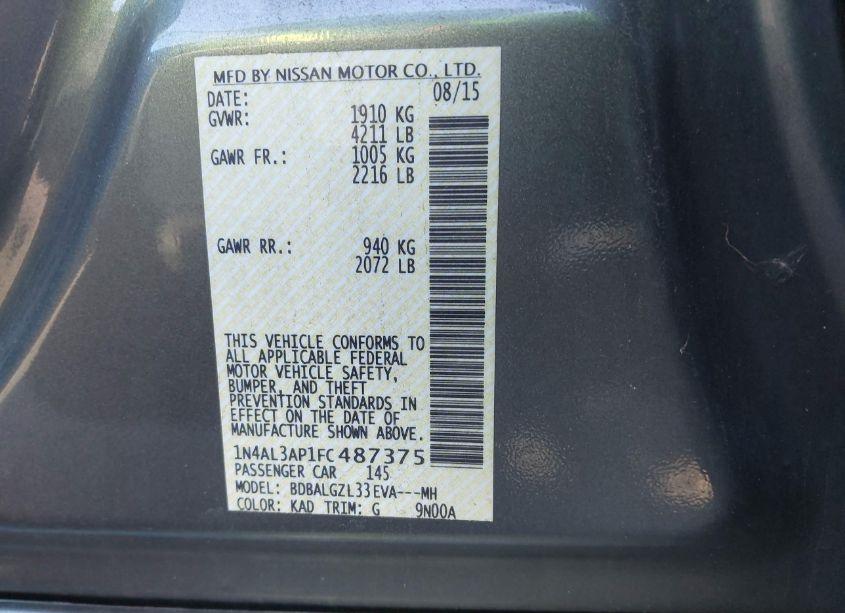 MFD BY NISSAN MOTOR CO., LTD.
DATE: 08/15
GVWR: 1910 KG
4211 LB
GAWR FR.: 1005 KG
2216 LB
GAWR RR.: 940 KG
2072 LB
THIS VEHICLE CONFORMS TO
ALL APPLICABLE FEDERAL
MOTOR VEHICLE SAFETY,
BUMPER, AND THEFT
PREVENTION STANDARDS IN
EFFECT ON THE DATE OF
MANUFACTURE SHOWN ABOVE.
1N4AL3AP1FC487375
PASSENGER CAR 145
MODEL: BDBALGZL33EVA---MH
COLOR: KAD TRIM: G 9N00A